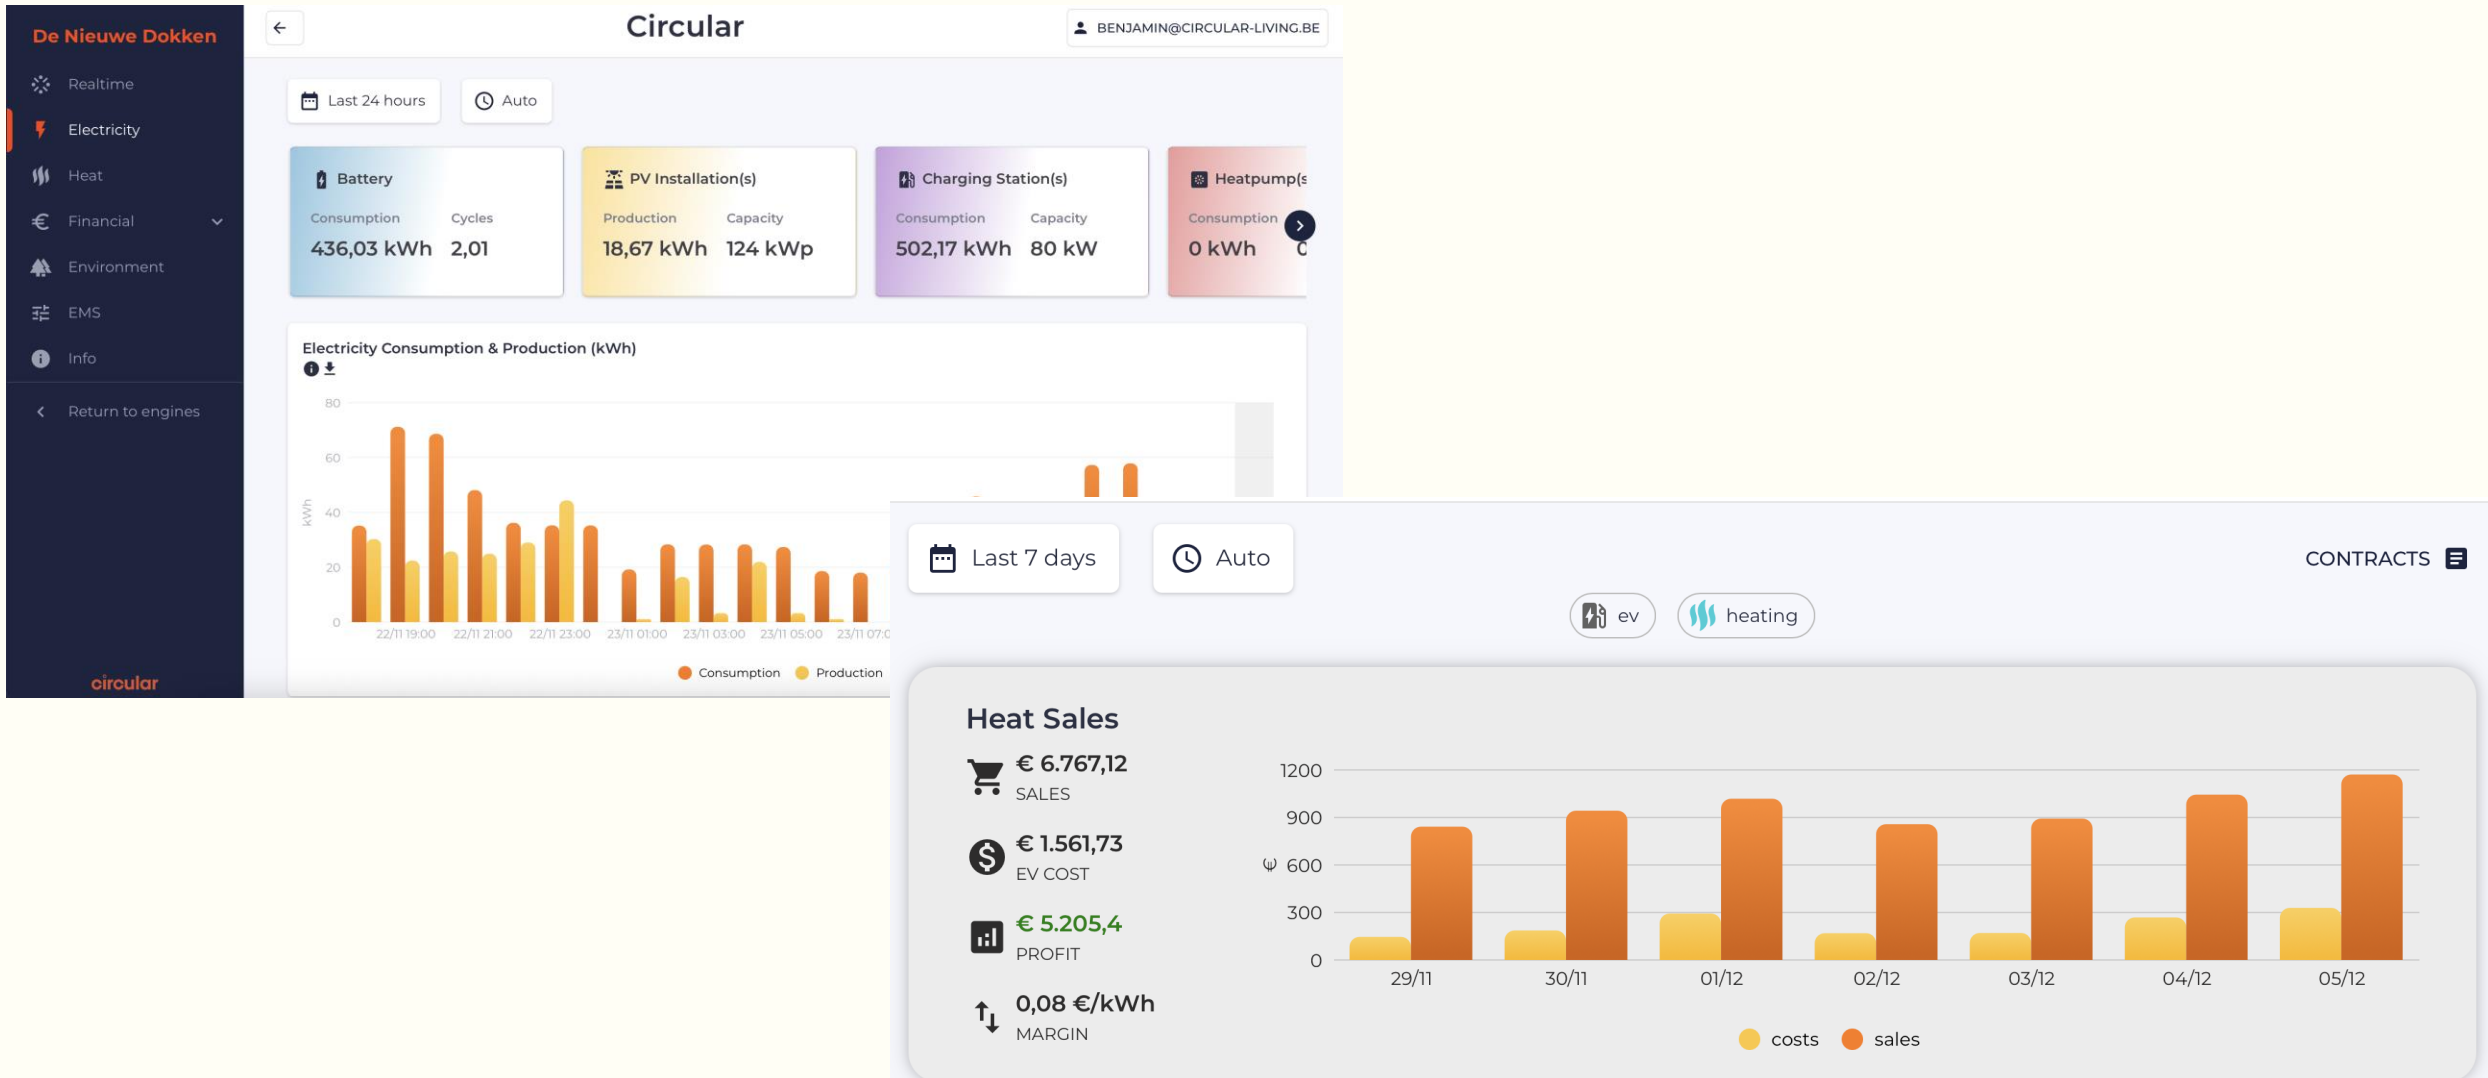 De Nieuwe Dokken
Realtime
Electricity
Heat
Financial
Environment
EMS
Info
Return to engines
circular
Circular
BENJAMIN@CIRCULAR-LIVING.BE
Last 24 hours
Auto
Battery
Consumption Cycles
436,03 kWh 2,01
PV Installation(s)
Production Capacity
18,67 kWh 124 kWp
Charging Station(s)
Consumption Capacity
502,17 kWh 80 kW
Heatpump(s
Consumption
0 kWh 0
Electricity Consumption & Production (kWh)
80
60
40
20
0
kWh
22/11 19:00 22/11 21:00 22/11 23:00 23/11 01:00 23/11 03:00 23/11 05:00 23/11 07:0
Consumption Production
Last 7 days
Auto
CONTRACTS
ev
heating
Heat Sales
€ 6.767,12
SALES
€ 1.561,73
EV COST
€ 5.205,4
PROFIT
0,08 €/kWh
MARGIN
1200
900
600
300
0
€
29/11 30/11 01/12 02/12 03/12 04/12 05/12
costs sales